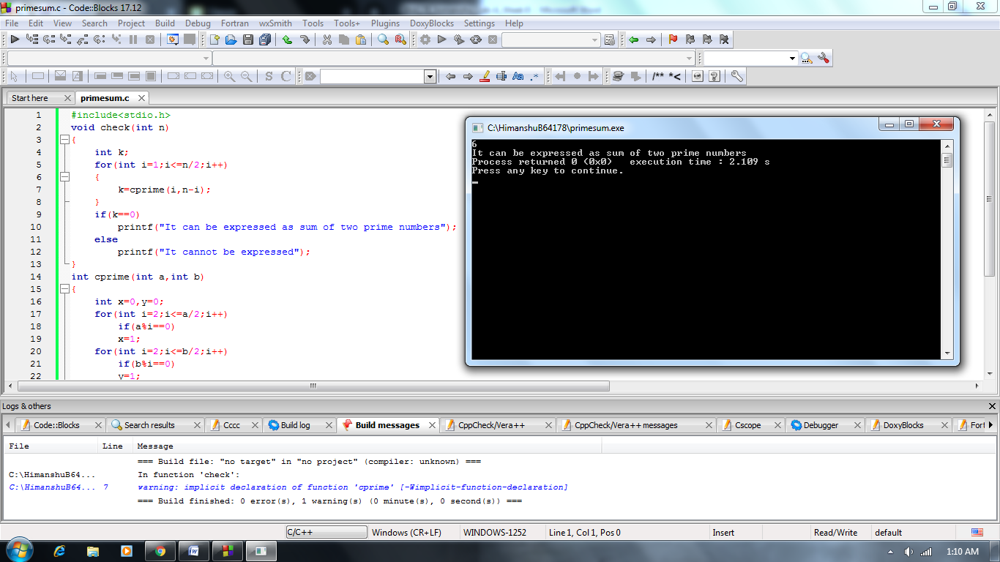 primesum.c - Code::Blocks 17.12
File Edit View Search Project Build Debug Fortran wxSmith Tools Tools+ Plugins DoxyBlocks Settings Help
S C
Aa .*
/** *<
Start here primesum.c
1 #include<stdio.h>
2 void check(int n)
3 {
4 int k;
5 for(int i=1;i<=n/2;i++)
6 {
7 k=cprime(i,n-i);
8 }
9 if(k==0)
10 printf("It can be expressed as sum of two prime numbers");
11 else
12 printf("It cannot be expressed");
13 }
14 int cprime(int a,int b)
15 {
16 int x=0,y=0;
17 for(int i=2;i<=a/2;i++)
18 if(a%i==0)
19 x=1;
20 for(int i=2;i<=b/2;i++)
21 if(b%i==0)
22 y=1;
C:\HimanshuB64178\primesum.exe
6
It can be expressed as sum of two prime numbers
Process returned 0 (0x0) execution time : 2.109 s
Press any key to continue.
Logs & others
Code::Blocks Search results Cccc Build log Build messages CppCheck/Vera++ CppCheck/Vera++ messages Cscope Debugger DoxyBlocks Fort
File Line Message
=== Build file: "no target" in "no project" (compiler: unknown) ===
C:\HimanshuB64... In function 'check':
C:\HimanshuB64... 7 warning: implicit declaration of function 'cprime' [-Wimplicit-function-declaration]
=== Build finished: 0 error(s), 1 warning(s) (0 minute(s), 0 second(s)) ===
C/C++ Windows (CR+LF) WINDOWS-1252 Line 1, Col 1, Pos 0 Insert Read/Write default
1:10 AM